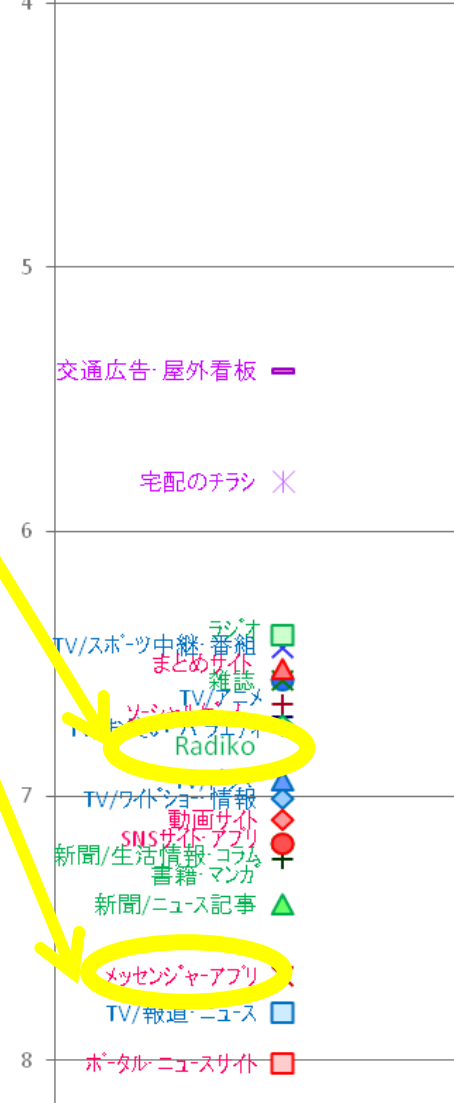 4
5
交通広告･屋外看板
宅配のチラシ
6
ラジオ
TV/スポーツ中継･番組
まとめサイト
雑誌
TV/アニメ
Radiko
7
TV/ワイドショー･情報
動画サイト
SNSサイト･アプリ
新聞/生活情報･コラム
書籍･マンガ
新聞/ニュース記事
メッセンジャーアプリ
TV/報道･ニュース
8
ポータル･ニュースサイト